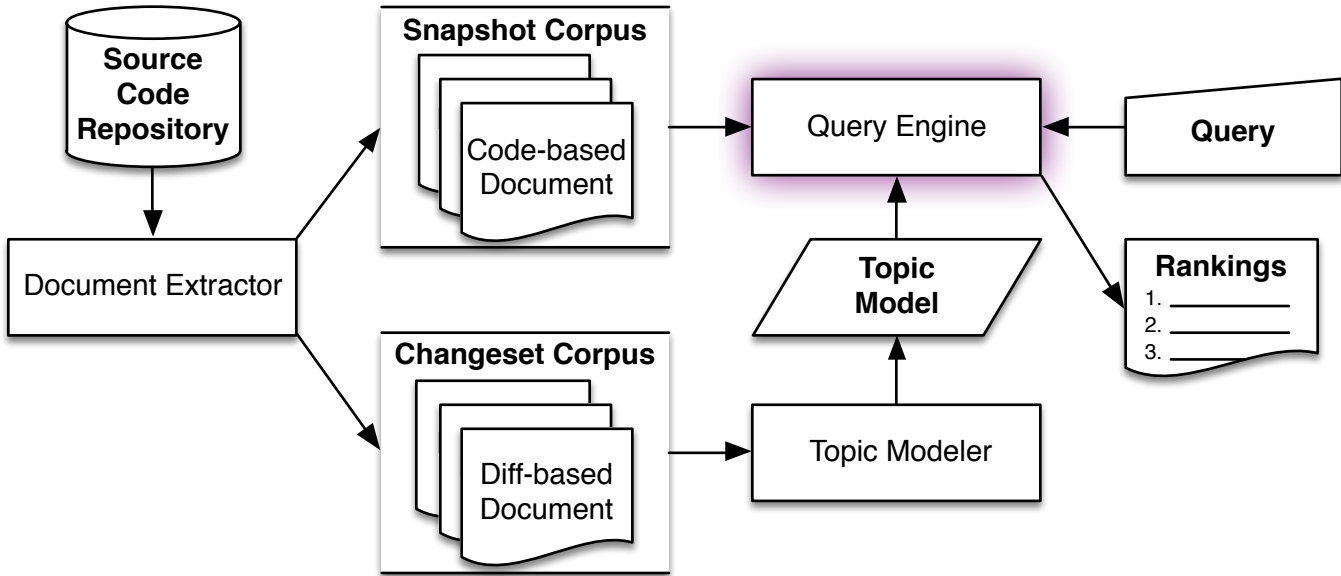 Source
Code
Repository
Document Extractor
Snapshot Corpus
Code-based
Document
Changeset Corpus
Diff-based
Document
Query Engine
Topic
Model
Topic Modeler
Query
Rankings
1.
2.
3.